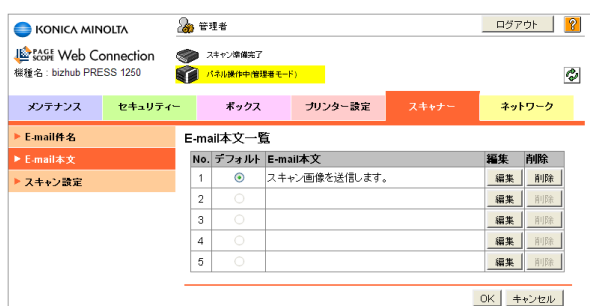 KONICA MINOLTA
管理者
ログアウト
?
PAGE SCOPE Web Connection
スキャン準備完了
機種名 : bizhub PRESS 1250
パネル操作中(管理者モード)
メンテナンス
セキュリティー
ボックス
プリンター設定
スキャナー
ネットワーク
E-mail件名
E-mail本文
スキャン設定
E-mail本文一覧
No. デフォルト E-mail本文 編集 削除
1 スキャン画像を送信します。 編集 削除
2 編集 削除
3 編集 削除
4 編集 削除
5 編集 削除
OK キャンセル